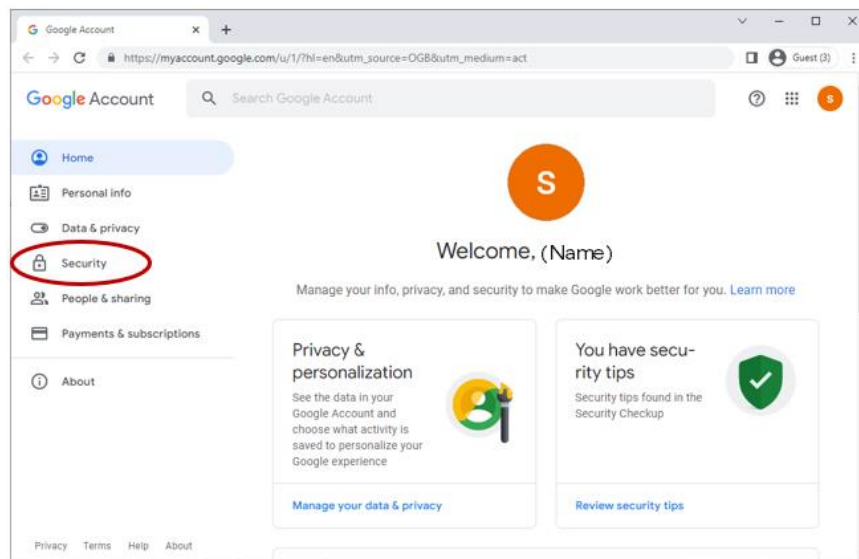 G Google Account
https://myaccount.google.com/u/1/?hl=en&utm_source=OGB&utm_medium=act
Guest (3)
Google Account
Search Google Account
S
Home
Personal info
Data & privacy
Security
People & sharing
Payments & subscriptions
About
S
Welcome, (Name)
Manage your info, privacy, and security to make Google work better for you. Learn more
Privacy &
personalization
See the data in your
Google Account and
choose what activity is
saved to personalize your
Google experience
Manage your data & privacy
You have secu-
rity tips
Security tips found in the
Security Checkup
Review security tips
Privacy Terms Help About